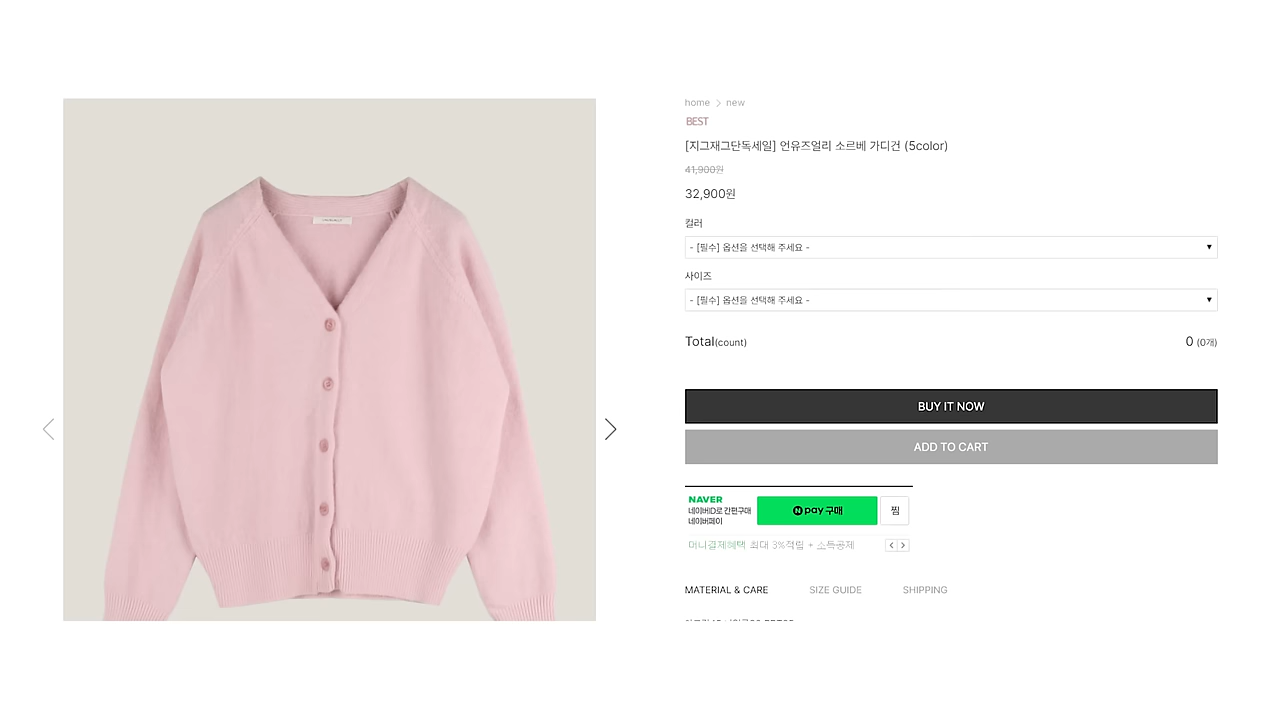 home > new
BEST
[지그재그단독세일] 언유즈얼리 소르베 가디건 (5color)
41,900원
32,900원
컬러
- [필수] 옵션을 선택해 주세요 -
사이즈
- [필수] 옵션을 선택해 주세요 -
Total(count)
0 (0개)
BUY IT NOW
ADD TO CART
NAVER
네이버ID로 간편구매
네이버페이
N pay 구매
찜
머니결제혜택 최대 3%적립 + 소득공제
MATERIAL & CARE
SIZE GUIDE
SHIPPING